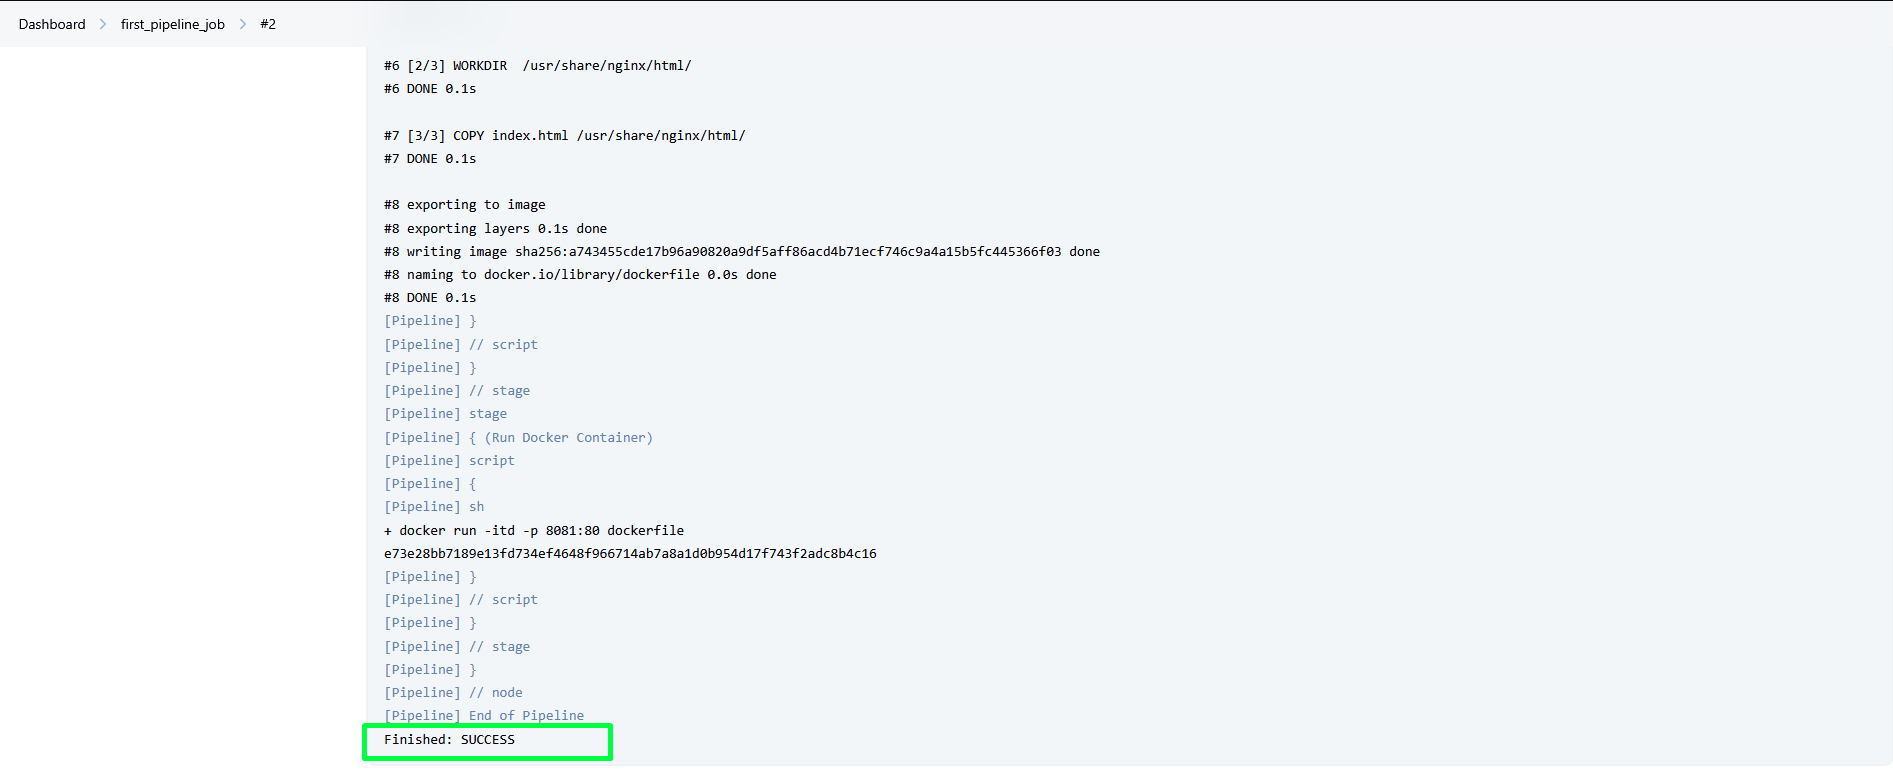 Dashboard > first_pipeline_job > #2
#6 [2/3] WORKDIR  /usr/share/nginx/html/
#6 DONE 0.1s
#7 [3/3] COPY index.html /usr/share/nginx/html/
#7 DONE 0.1s
#8 exporting to image
#8 exporting layers 0.1s done
#8 writing image sha256:a743455cde17b96a90820a9df5aff86acd4b71ecf746c9a4a15b5fc445366f03 done
#8 naming to docker.io/library/dockerfile 0.0s done
#8 DONE 0.1s
[Pipeline] }
[Pipeline] // script
[Pipeline] }
[Pipeline] // stage
[Pipeline] stage
[Pipeline] { (Run Docker Container)
[Pipeline] script
[Pipeline] {
[Pipeline] sh
+ docker run -itd -p 8081:80 dockerfile
e73e28bb7189e13fd734ef4648f966714ab7a8a1d0b954d17f743f2adc8b4c16
[Pipeline] }
[Pipeline] // script
[Pipeline] }
[Pipeline] // stage
[Pipeline] }
[Pipeline] // node
[Pipeline] End of Pipeline
Finished: SUCCESS